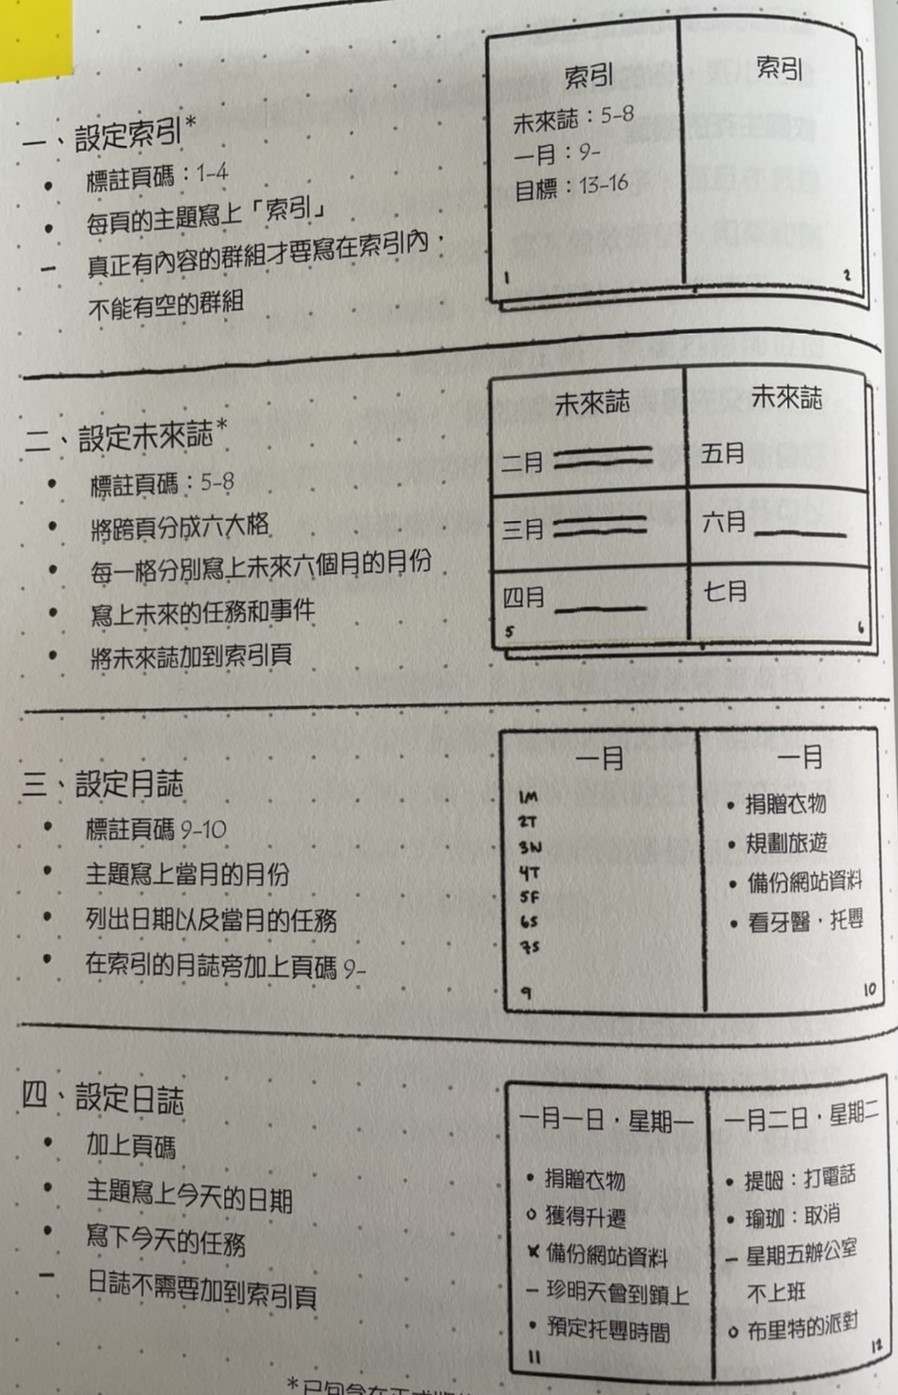 一、設定索引*
• 標註頁碼：1-4
• 每頁的主題寫上「索引」
– 真正有內容的群組才要寫在索引內，
不能有空的群組
索引
未來誌：5-8
一月：9-
目標：13-16
1
索引
2
二、設定未來誌*
• 標註頁碼：5-8
• 將跨頁分成六大格
• 每一格分別寫上未來六個月的月份
• 寫上未來的任務和事件
• 將未來誌加到索引頁
未來誌
二月
三月
四月
5
未來誌
五月
六月
七月
6
三、設定月誌
• 標註頁碼 9-10
• 主題寫上當月的月份
• 列出日期以及當月的任務
• 在索引的月誌旁加上頁碼 9-
一月
1M
2T
3W
4T
5F
6S
7S
9
一月
• 捐贈衣物
• 規劃旅遊
• 備份網站資料
• 看牙醫，托嬰
10
四、設定日誌
• 加上頁碼
• 主題寫上今天的日期
• 寫下今天的任務
– 日誌不需要加到索引頁
一月一日，星期一
• 捐贈衣物
○ 獲得升遷
× 備份網站資料
– 珍明天會到鎮上
• 預定托嬰時間
11
一月二日，星期二
• 提姆：打電話
• 瑜珈：取消
– 星期五辦公室
不上班
○ 布里特的派對
12
*已包含在正式版